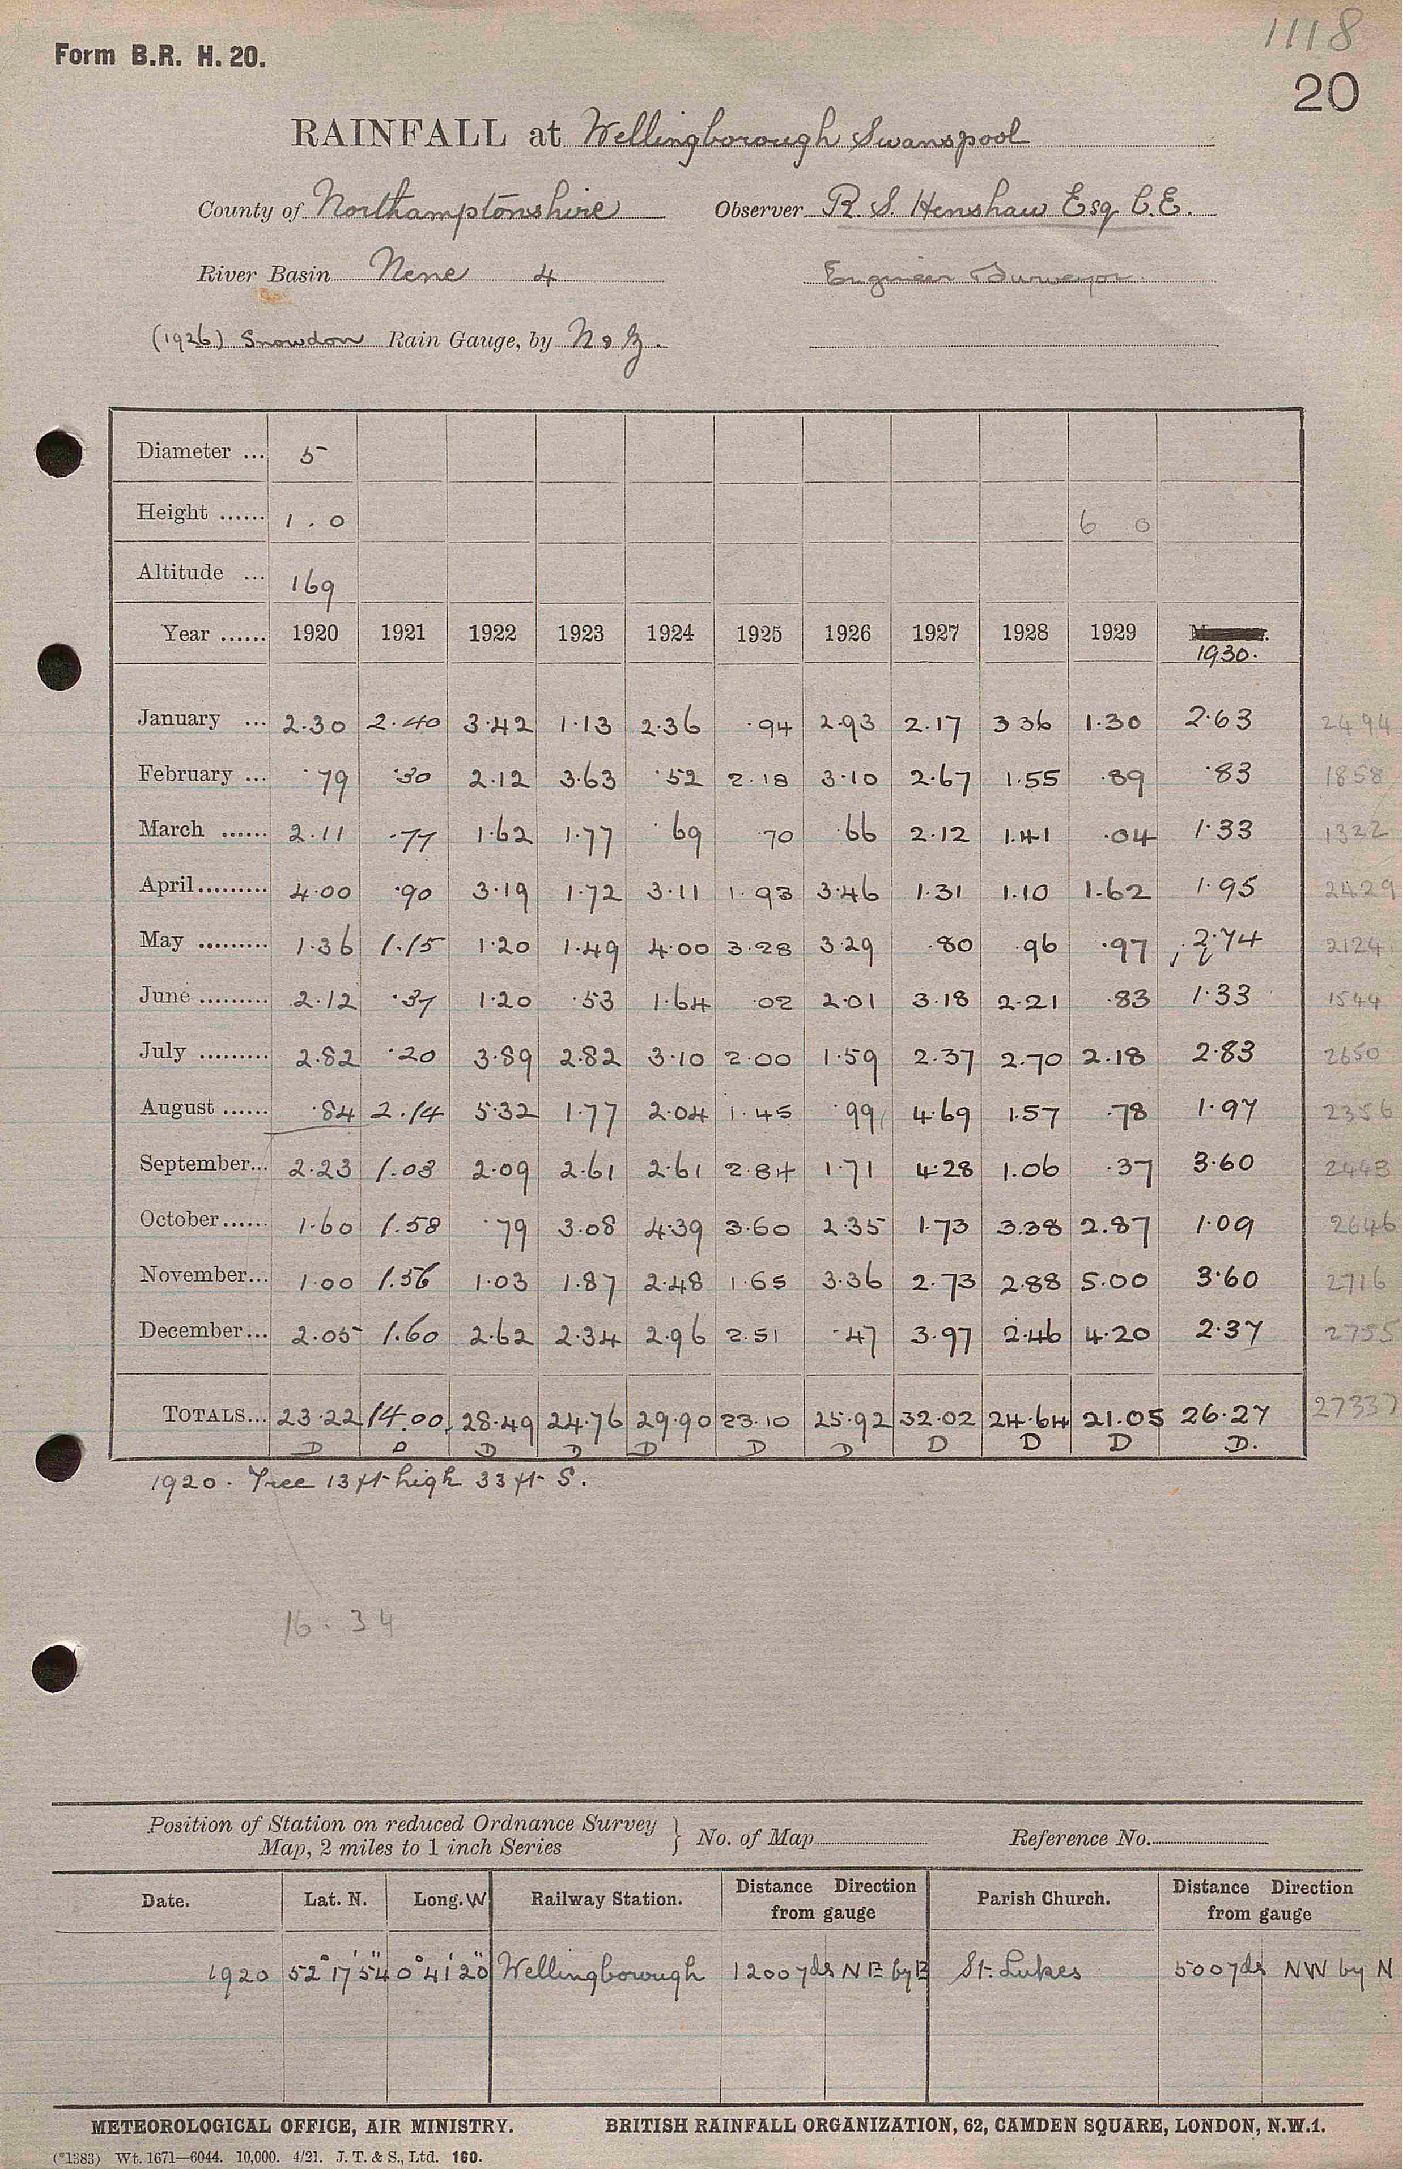 1118
Form B.R. H. 20.
20
RAINFALL at Wellingborough Swanspool
County of Northamptonshire Observer R. S. Henshaw Esq C.E.
River Basin Nene 4 Engineer Surveyor.
(1926) Snowdon Rain Gauge, by N & Z.
Diameter ... 5
Height ...... 1 . 0 6 0
Altitude ... 169
Year ...... 1920 1921 1922 1923 1924 1925 1926 1927 1928 1929
1930.
January ... 2.30 2.40 3.42 1.13 2.36 .94 2.93 2.17 3 36 1.30 2.63 2494
February ... .79 .30 2.12 3.63 .52 2.18 3.10 2.67 1.55 .89 .83 1858
March ...... 2.11 .77 1.62 1.77 .69 .70 .66 2.12 1.41 .04 1.33 1322
April......... 4.00 .90 3.19 1.72 3.11 1.93 3.46 1.31 1.10 1.62 1.95 2429
May ......... 1.36 1.15 1.20 1.49 4.00 3.28 3.29 .80 .96 .97 2.74 2124
June ......... 2.12 .37 1.20 .53 1.64 .02 2.01 3.18 2.21 .83 1.33 1544
July ......... 2.82 .20 3.89 2.82 3.10 2.00 1.59 2.37 2.70 2.18 2.83 2650
August ...... .84 2.14 5.32 1.77 2.04 1.45 .99 4.69 1.57 .78 1.97 2356
September... 2.23 1.03 2.09 2.61 2.61 2.84 1.71 4.28 1.06 .37 3.60 2443
October...... 1.60 1.58 .79 3.08 4.39 3.60 2.35 1.73 3.38 2.87 1.09 2646
November... 1.00 1.56 1.03 1.87 2.48 1.65 3.36 2.73 2.88 5.00 3.60 2716
December... 2.05 1.60 2.62 2.34 2.96 2.51 .47 3.97 2.46 4.20 2.37 2755
TOTALS... 23.22 14.00 28.49 24.76 29.90 23.10 25.92 32.02 24.64 21.05 26.27 27337
D D D D D D D D D D D.
1920. Tree 13 ft high 33 ft S.
16.34
Position of Station on reduced Ordnance Survey
Map, 2 miles to 1 inch Series } No. of Map Reference No.
Date. Lat. N. Long. W Railway Station. Distance Direction from gauge Parish Church. Distance Direction from gauge
1920 52° 17' 54" 0° 41' 20" Wellingborough 1200 yds NE by E St. Lukes 500 yds NW by N
METEOROLOGICAL OFFICE, AIR MINISTRY. BRITISH RAINFALL ORGANIZATION, 62, CAMDEN SQUARE, LONDON, N.W.1.
(*1383) Wt. 1671—6044. 10,000. 4/21. J. T. & S., Ltd. 160.